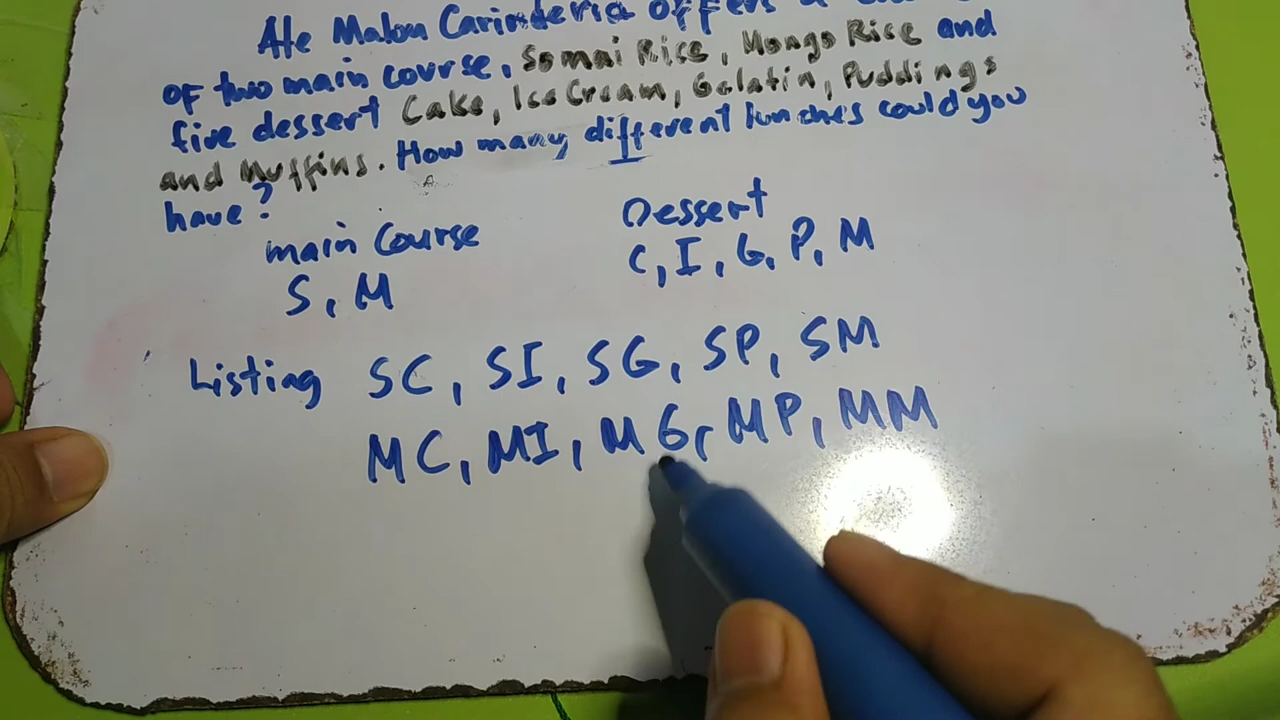 Ate Malou Carinderia offers a
of two main course, Somai Rice, Mongo Rice and
five dessert Cake, Ice Cream, Gelatin, Puddings
and Muffins. How many different lunches could you
have?
main Course
Dessert
S, M
C, I, G, P, M
Listing SC, SI, SG, SP, SM
MC, MI, MG, MP, MM